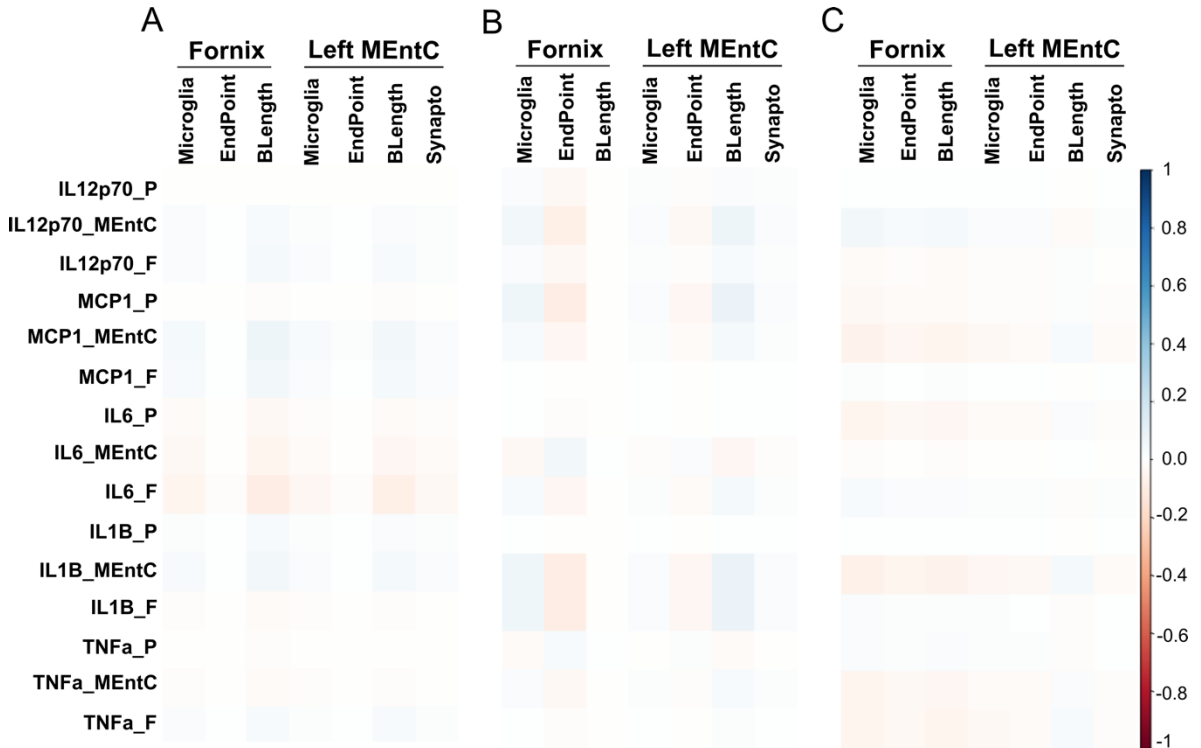 A B C
Fornix Left MEntC Fornix Left MEntC Fornix Left MEntC
Microglia EndPoint BLength Microglia EndPoint BLength Synapto Microglia EndPoint BLength Microglia EndPoint BLength Synapto Microglia EndPoint BLength Microglia EndPoint BLength Synapto
IL12p70_P
IL12p70_MEntC
IL12p70_F
MCP1_P
MCP1_MEntC
MCP1_F
IL6_P
IL6_MEntC
IL6_F
IL1B_P
IL1B_MEntC
IL1B_F
TNFa_P
TNFa_MEntC
TNFa_F
1
0.8
0.6
0.4
0.2
0.0
-0.2
-0.4
-0.6
-0.8
-1